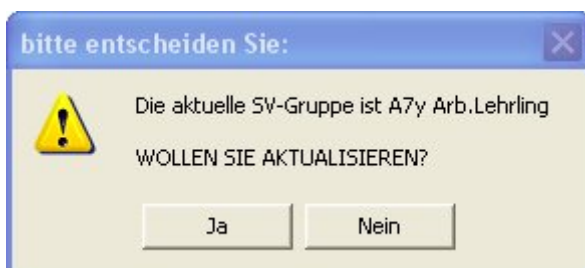 bitte entscheiden Sie:
Die aktuelle SV-Gruppe ist A7y Arb.Lehrling
WOLLEN SIE AKTUALISIEREN?
Ja
Nein